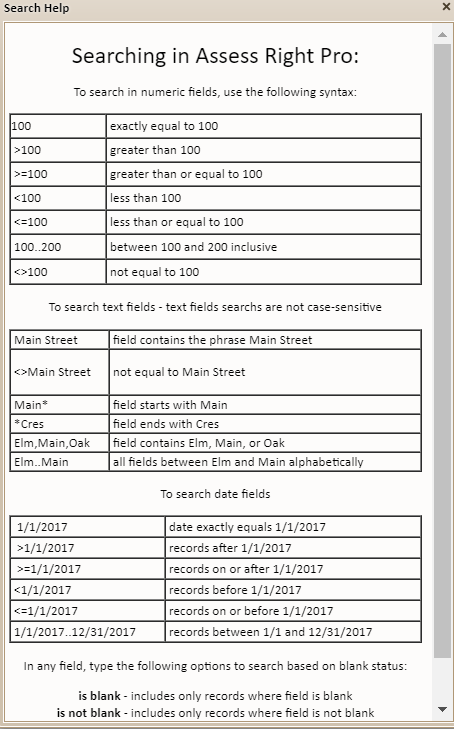 Search Help
Searching in Assess Right Pro:
To search in numeric fields, use the following syntax:
100 exactly equal to 100
>100 greater than 100
>=100 greater than or equal to 100
<100 less than 100
<=100 less than or equal to 100
100..200 between 100 and 200 inclusive
<>100 not equal to 100
To search text fields - text fields searchs are not case-sensitive
Main Street field contains the phrase Main Street
<>Main Street not equal to Main Street
Main* field starts with Main
*Cres field ends with Cres
Elm,Main,Oak field contains Elm, Main, or Oak
Elm..Main all fields between Elm and Main alphabetically
To search date fields
1/1/2017 date exactly equals 1/1/2017
>1/1/2017 records after 1/1/2017
>=1/1/2017 records on or after 1/1/2017
<1/1/2017 records before 1/1/2017
<=1/1/2017 records on or before 1/1/2017
1/1/2017..12/31/2017 records between 1/1 and 12/31/2017
In any field, type the following options to search based on blank status:
is blank - includes only records where field is blank
is not blank - includes only records where field is not blank